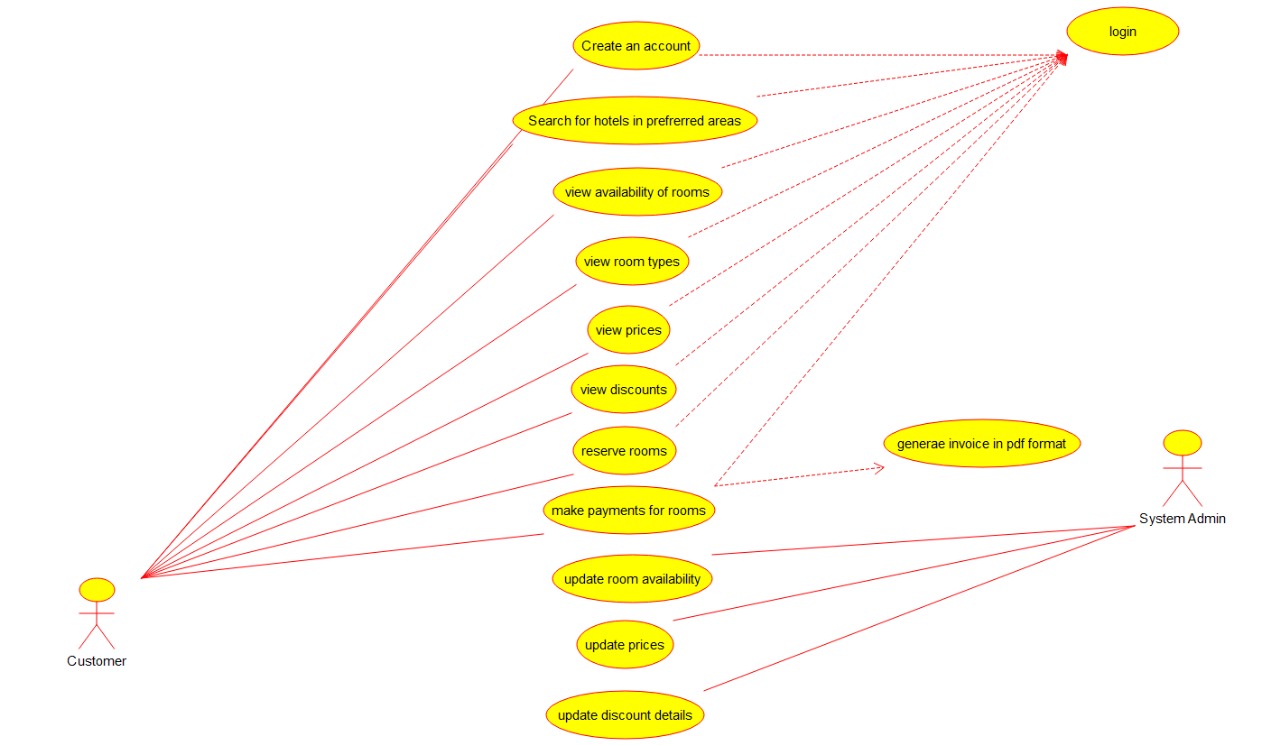 login
Create an account
Search for hotels in prefrerred areas
view availability of rooms
view room types
view prices
view discounts
generae invoice in pdf format
reserve rooms
make payments for rooms
System Admin
update room availability
update prices
Customer
update discount details